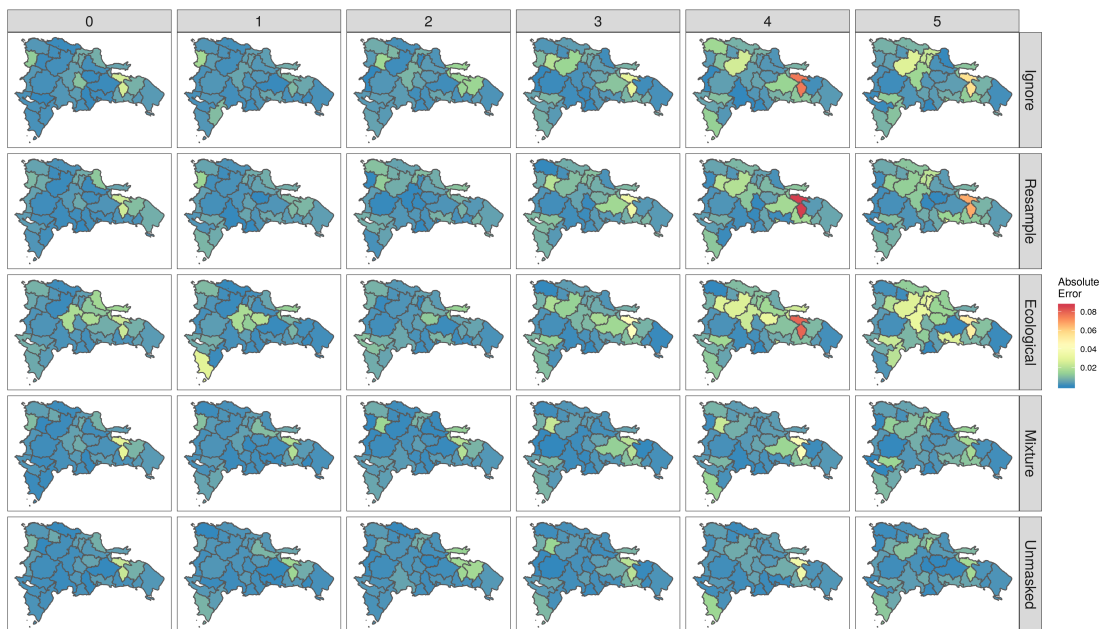 0 1 2 3 4 5
Ignore
Resample
Ecological
Absolute
Error
0.08
0.06
0.04
0.02
Mixture
Unmasked